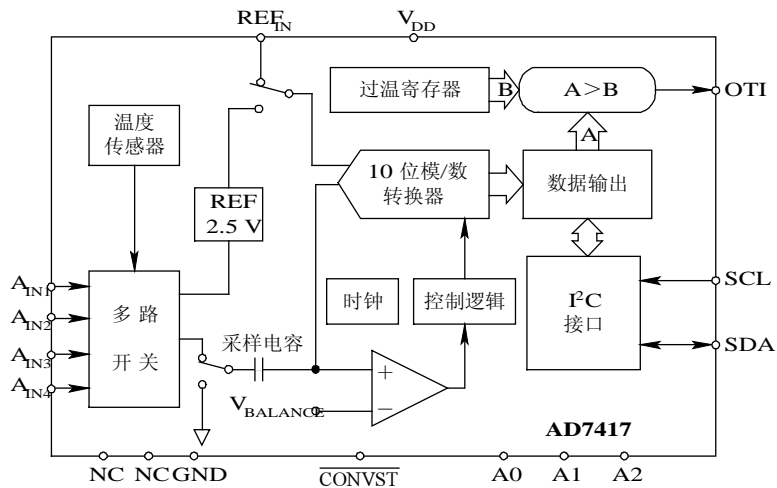 REF_IN
V_DD
过温寄存器
B
A>B
OTI
温度
传感器
A
10 位模/数
转换器
数据输出
REF
2.5 V
A_IN1
A_IN2
A_IN3
A_IN4
多 路
开 关
时钟
控制逻辑
I²C
接口
SCL
SDA
采样电容
+
−
V_BALANCE
AD7417
NC
NC
GND
CONVST
A0
A1
A2